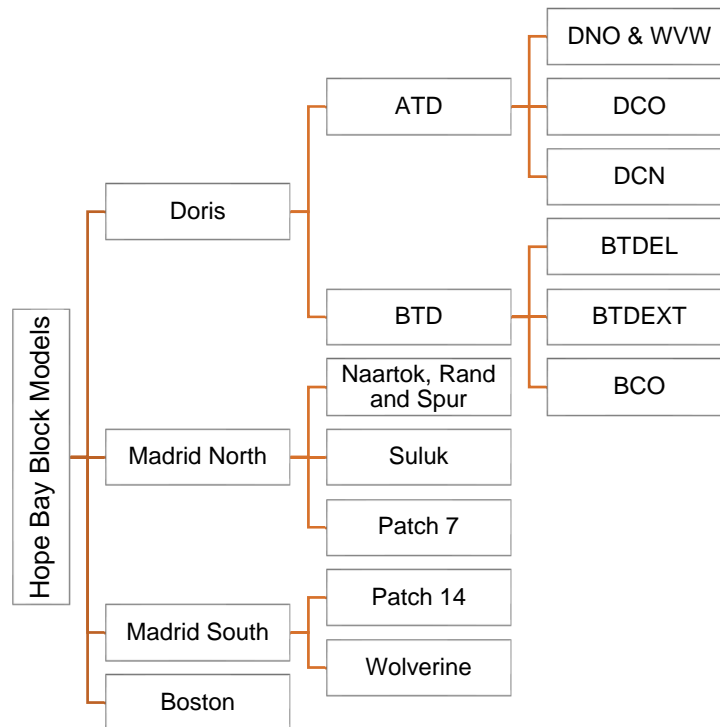 Hope Bay Block Models
Doris
ATD
DNO & WVW
DCO
DCN
BTD
BTDEL
BTDEXT
BCO
Madrid North
Naartok, Rand
and Spur
Suluk
Patch 7
Madrid South
Patch 14
Wolverine
Boston